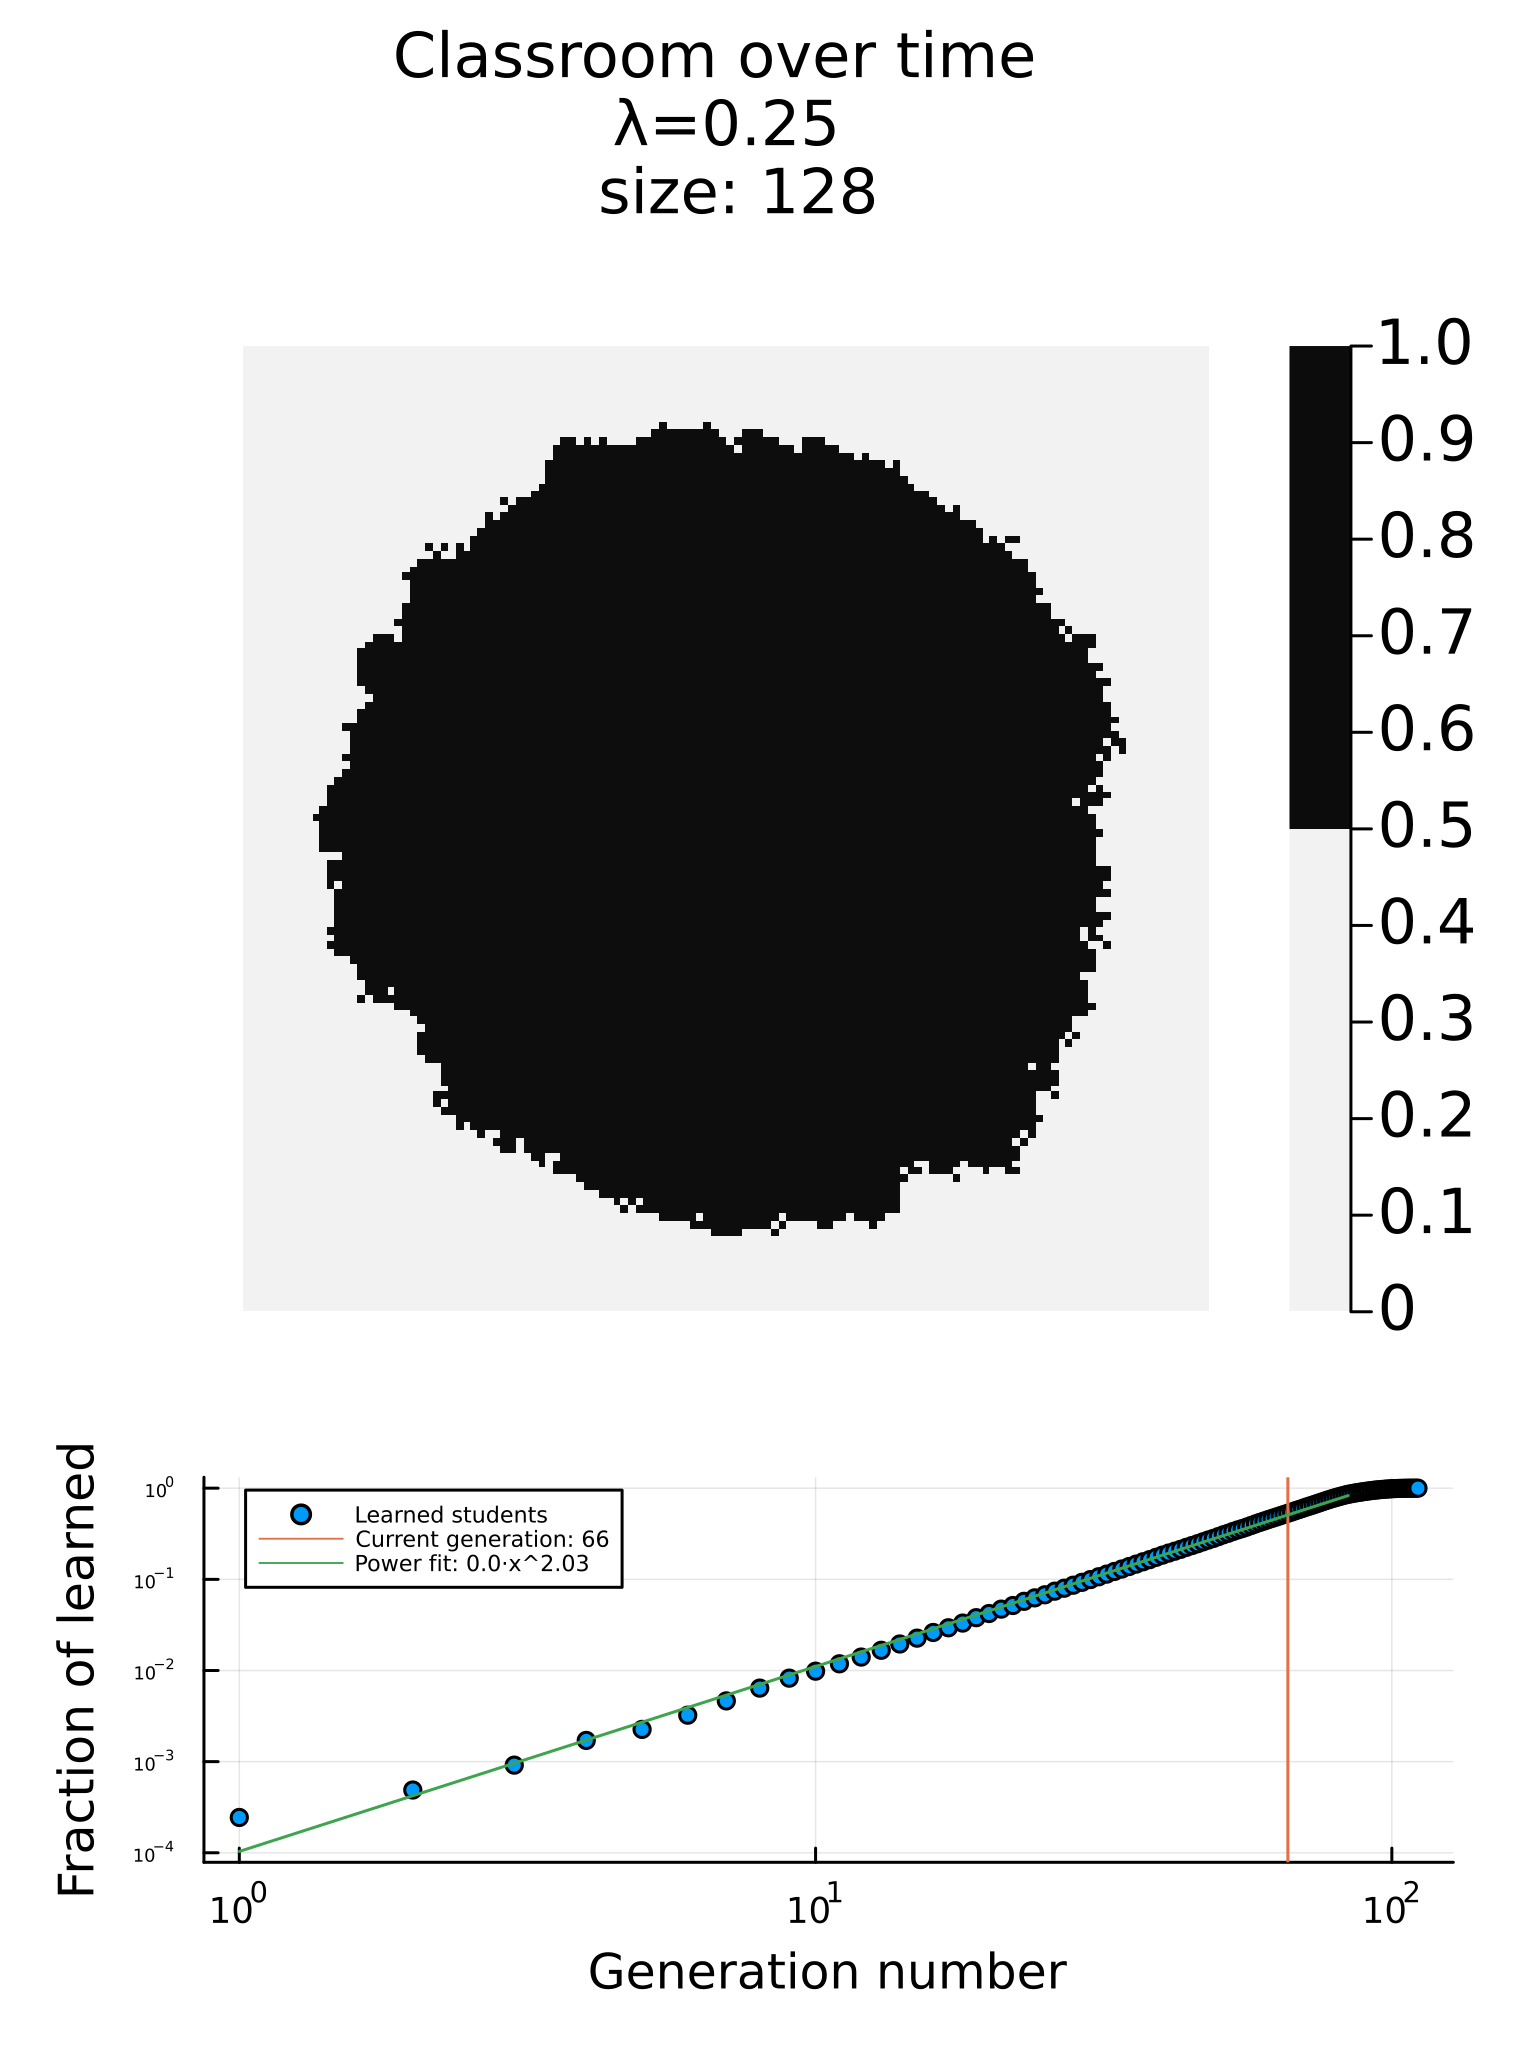 Classroom over time
λ=0.25
size: 128
1.0
0.9
0.8
0.7
0.6
0.5
0.4
0.3
0.2
0.1
0
Fraction of learned
10^0
10^−1
10^−2
10^−3
10^−4
Learned students
Current generation: 66
Power fit: 0.0·x^2.03
10^0
10^1
10^2
Generation number